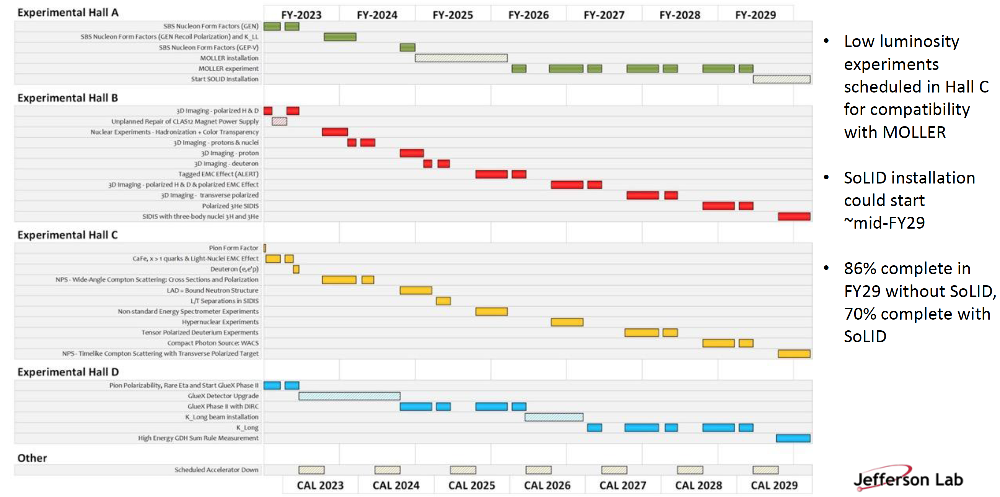 Experimental Hall A
FY-2023 FY-2024 FY-2025 FY-2026 FY-2027 FY-2028 FY-2029
SBS Nucleon Form Factors (GEN)
SBS Nucleon Form Factors (GEN Recoil Polarization) and K_LL
SBS Nucleon Form Factors (GEP-V)
MOLLER installation
MOLLER experiment
Start SOLID Installation
Experimental Hall B
3D Imaging - polarized H & D
Unplanned Repair of CLAS12 Magnet Power Supply
Nuclear Experiments - Hadronization + Color Transparency
3D Imaging - protons & nuclei
3D Imaging - proton
3D Imaging - deuteron
Tagged EMC Effect (ALERT)
3D Imaging - polarized H & D & polarized EMC Effect
3D Imaging - transverse polarized
Polarized 3He SIDIS
SIDIS with three-body nuclei 3H and 3He
Experimental Hall C
Pion Form Factor
CaFe, x > 1 quarks & Light-Nuclei EMC Effect
Deuteron (e,e'p)
NPS - Wide-Angle Compton Scattering: Cross Sections and Polarization
LAD = Bound Neutron Structure
L/T Separations in SIDIS
Non-standard Energy Spectrometer Experiments
Hypernuclear Experiments
Tensor Polarized Deuterium Experments
Compact Photon Source: WACS
NPS - Timelike Compton Scattering with Transverse Polarized Target
Experimental Hall D
Pion Polarizability, Rare Eta and Start GlueX Phase II
GlueX Detector Upgrade
GlueX Phase II with DIRC
K_Long beam installation
K_Long
High Energy GDH Sum Rule Measurement
Other
Scheduled Accelerator Down
CAL 2023 CAL 2024 CAL 2025 CAL 2026 CAL 2027 CAL 2028 CAL 2029
• Low luminosity
experiments
scheduled in Hall C
for compatibility
with MOLLER
• SoLID installation
could start
~mid-FY29
• 86% complete in
FY29 without SoLID,
70% complete with
SoLID
Jefferson Lab